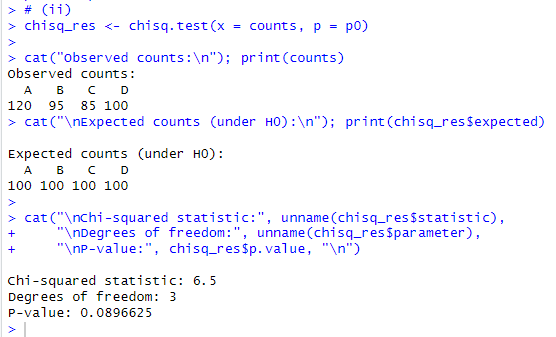 > # (ii)
> chisq_res <- chisq.test(x = counts, p = p0)
>
> cat("Observed counts:\n"); print(counts)
Observed counts:
  A   B   C   D
120  95  85 100
> cat("\nExpected counts (under H0):\n"); print(chisq_res$expected)

Expected counts (under H0):
  A   B   C   D
100 100 100 100
>
> cat("\nChi-squared statistic:", unname(chisq_res$statistic),
+     "\nDegrees of freedom:", unname(chisq_res$parameter),
+     "\nP-value:", chisq_res$p.value, "\n")

Chi-squared statistic: 6.5
Degrees of freedom: 3
P-value: 0.0896625
>